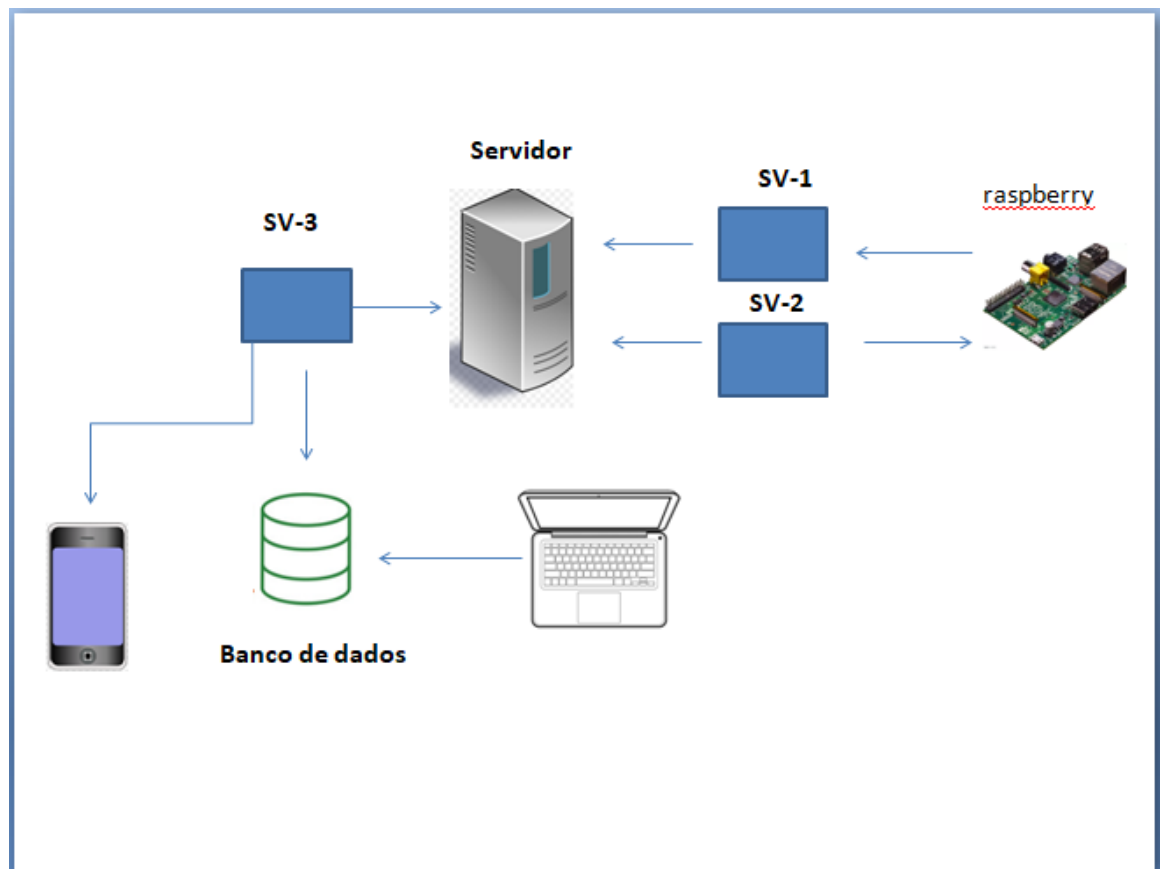 Servidor
SV-1
raspberry
SV-3
SV-2
Banco de dados